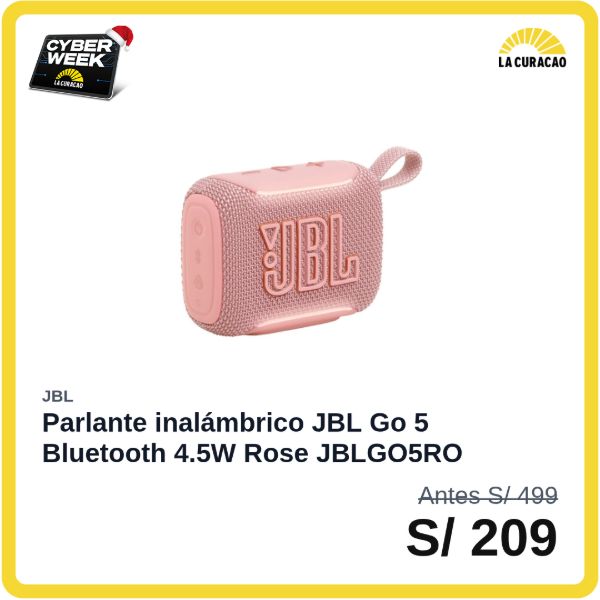 CYBER
WEEK
LA CURACAO
LA CURACAO
JBL
JBL
Parlante inalámbrico JBL Go 5
Bluetooth 4.5W Rose JBLGO5RO
Antes S/ 499
S/ 209